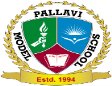 PALLAVI
MODEL
SCHOOL
Estd. 1994